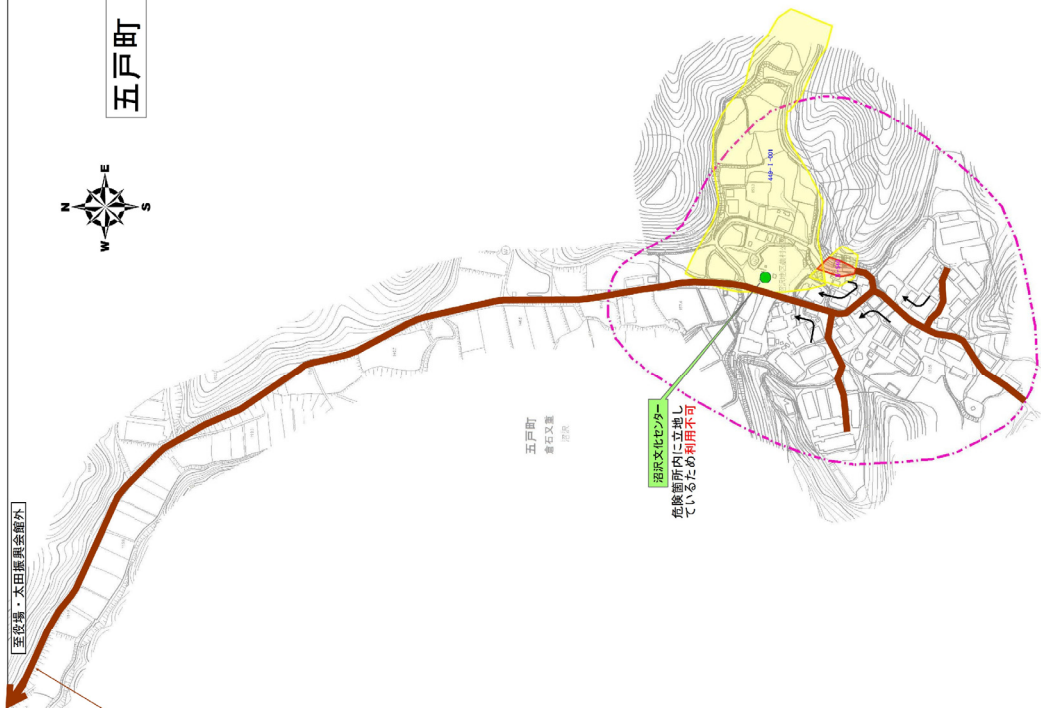 五戸町
N
W
E
S
至役場・太田振興会館外
440-I-004
五戸町
倉石又重
沼沢
沼沢文化センター
危険箇所内に立地し
ているため利用不可